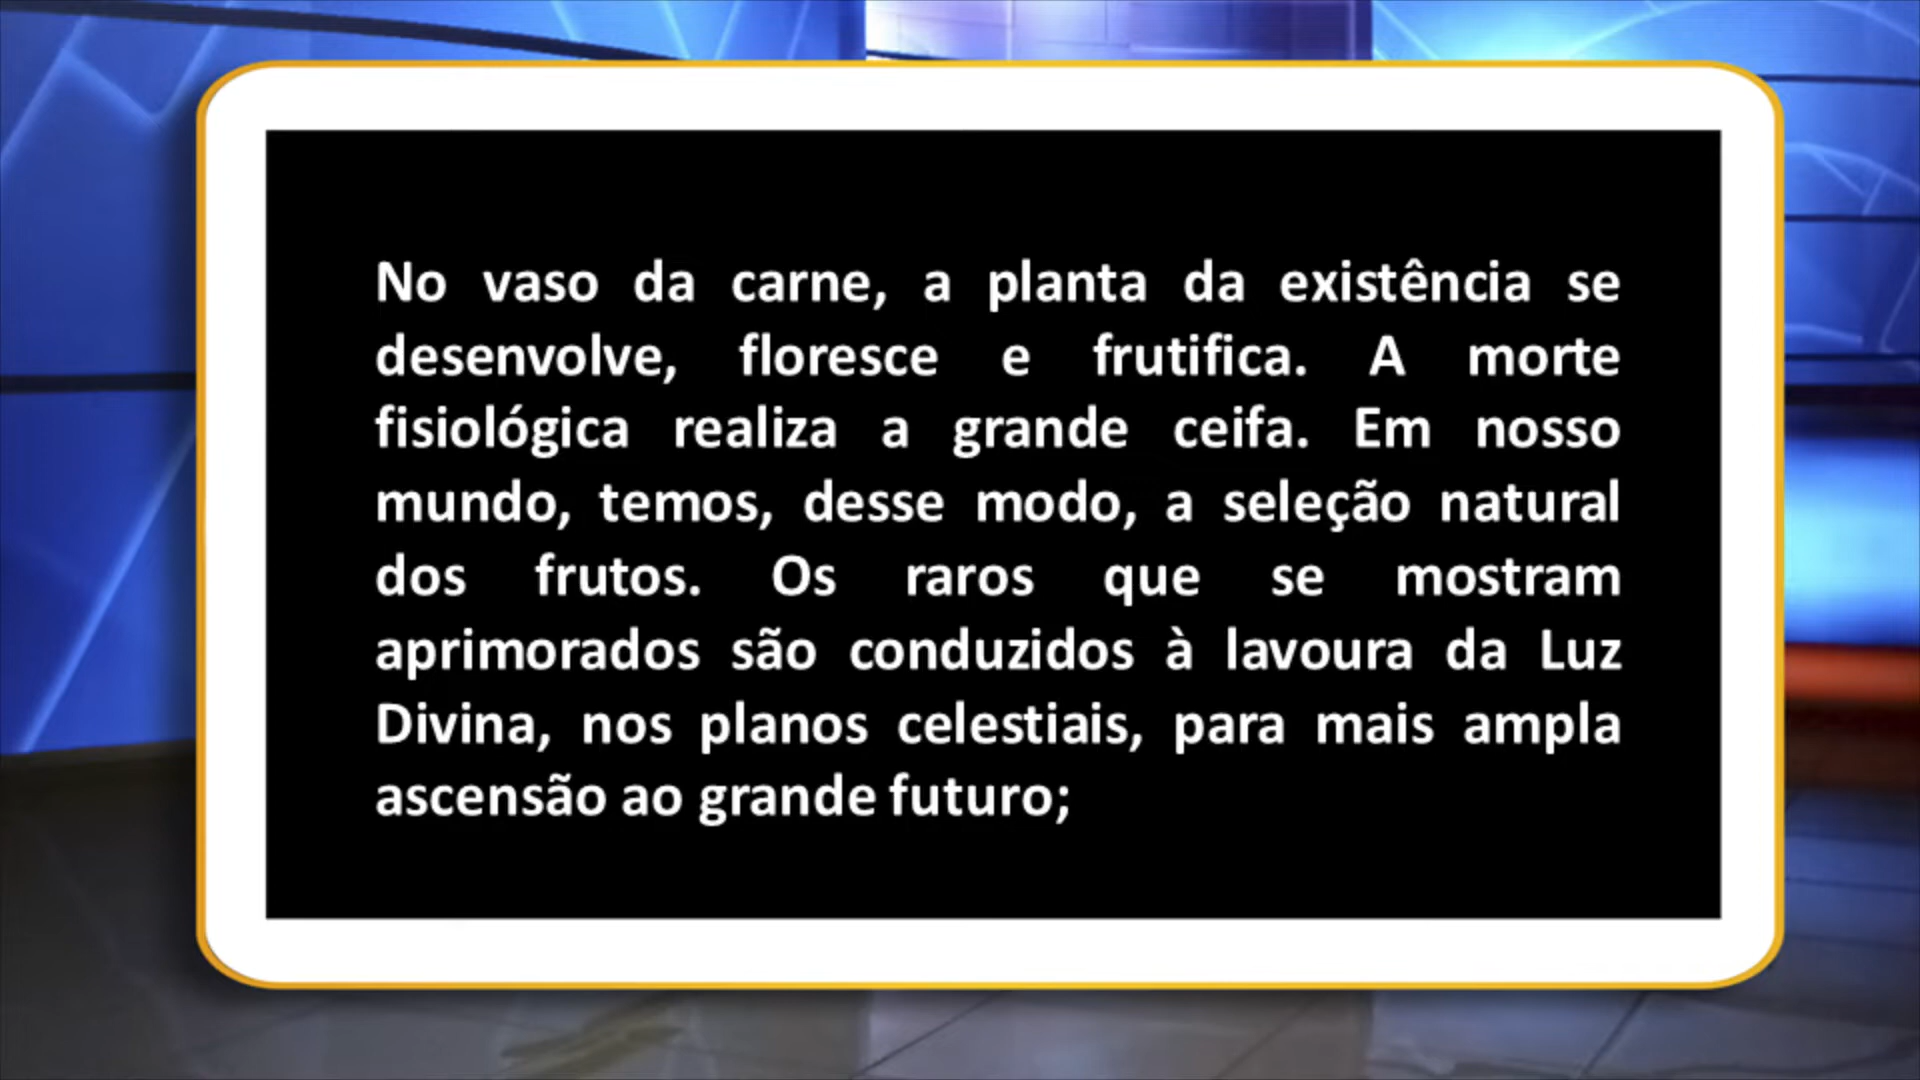 No vaso da carne, a planta da existência se
desenvolve, floresce e frutifica. A morte
fisiológica realiza a grande ceifa. Em nosso
mundo, temos, desse modo, a seleção natural
dos frutos. Os raros que se mostram
aprimorados são conduzidos à lavoura da Luz
Divina, nos planos celestiais, para mais ampla
ascensão ao grande futuro;